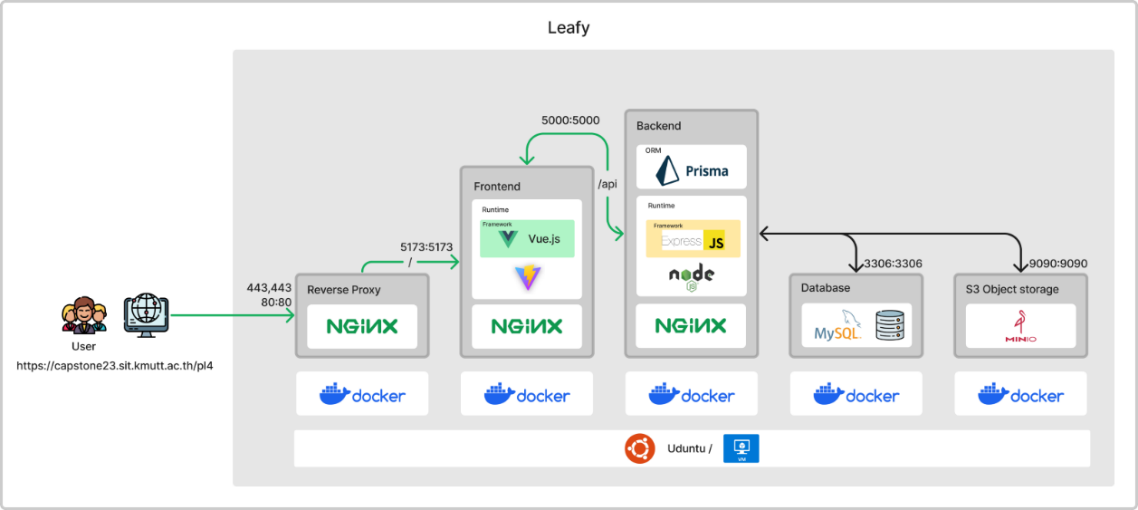 Leafy
5000:5000
Backend
ORM
Prisma
/api
Frontend
Runtime
Runtime
Framework
Vue.js
Framework
Express JS
5173:5173
/
node
JS
443,443
80:80
Reverse Proxy
NGINX
NGINX
NGINX
3306:3306
9090:9090
Database
MySQL
S3 Object storage
MINIO
User
https://capstone23.sit.kmutt.ac.th/pl4
docker
docker
docker
docker
docker
Uduntu /
VM